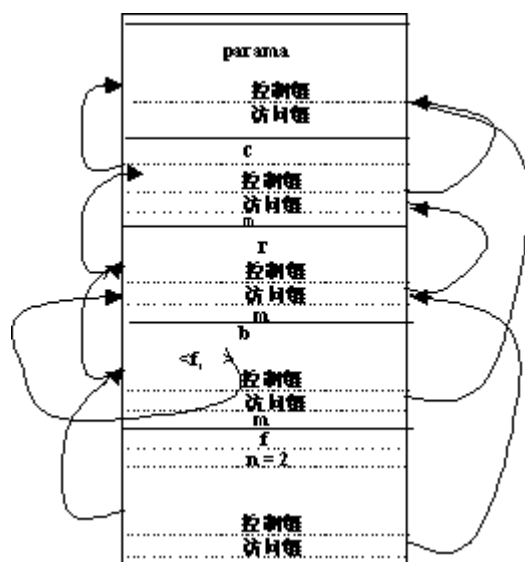 parama
控制链
访问链
c
控制链
访问链
m
r
控制链
访问链
m
b
<f, >
控制链
访问链
m
f
n = 2
控制链
访问链